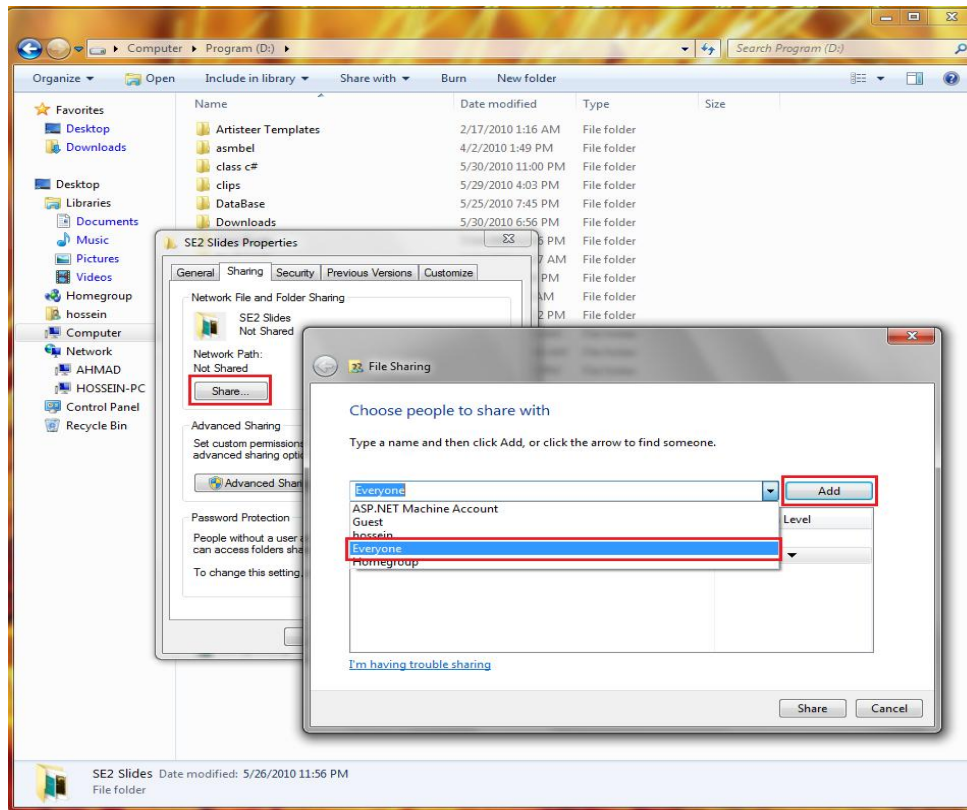 Computer Program (D:)
Search Program (D:)
Organize Open Include in library Share with Burn New folder
Name Date modified Type Size
Favorites
Desktop
Downloads
Desktop
Libraries
Documents
Music
Pictures
Videos
Homegroup
hossein
Computer
Network
AHMAD
HOSSEIN-PC
Control Panel
Recycle Bin
Artisteer Templates 2/17/2010 1:16 AM File folder
asmbel 4/2/2010 1:49 PM File folder
class c# 5/30/2010 11:00 PM File folder
clips 5/29/2010 4:03 PM File folder
DataBase 5/25/2010 7:45 PM File folder
Downloads 5/30/2010 6:56 PM File folder
PM File folder
AM File folder
PM File folder
AM File folder
PM File folder
SE2 Slides Properties
General Sharing Security Previous Versions Customize
Network File and Folder Sharing
SE2 Slides
Not Shared
Network Path:
Not Shared
Share...
Advanced Sharing
Set custom permissions
advanced sharing
Advanced
Password Protection
People without a user
can access folders
To change this setting,
File Sharing
Choose people to share with
Type a name and then click Add, or click the arrow to find someone.
Everyone Add
ASP.NET Machine Account
Guest
hossein
Everyone
Homegroup
Level
I'm having trouble sharing
Share Cancel
SE2 Slides Date modified: 5/26/2010 11:56 PM
File folder